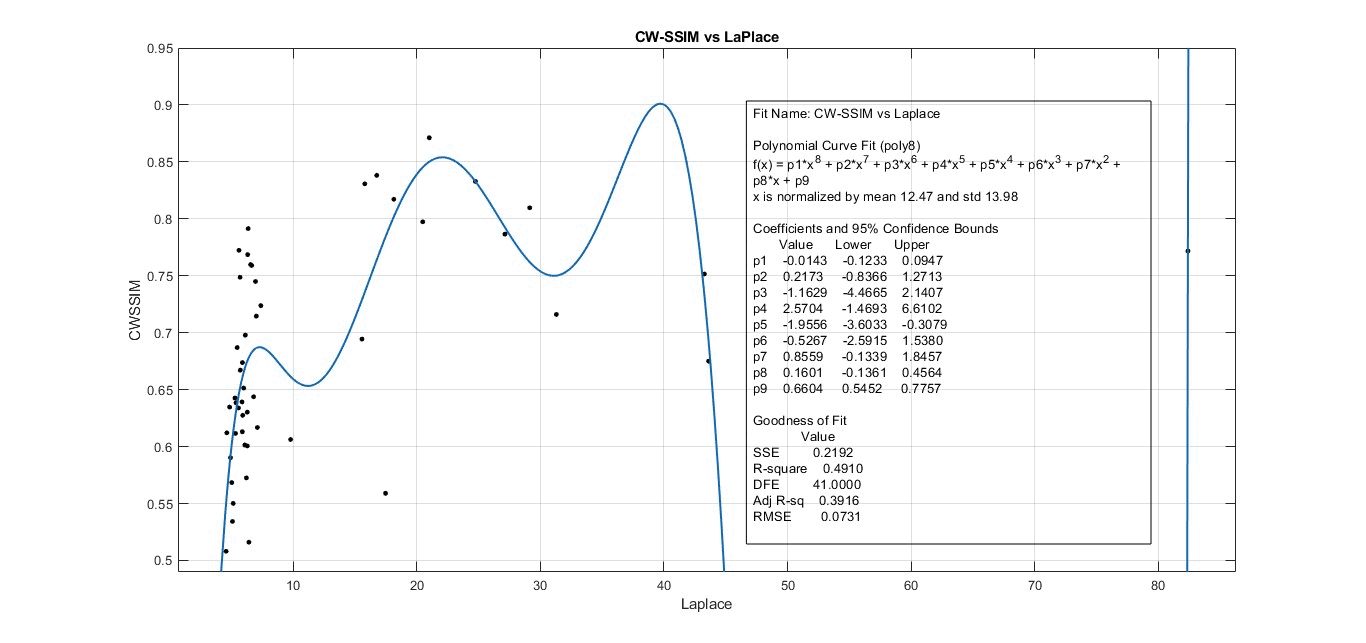 CW-SSIM vs LaPlace
0.95
0.9
0.85
0.8
0.75
0.7
0.65
0.6
0.55
0.5
CWSSIM
10 20 30 40 50 60 70 80
Laplace
Fit Name: CW-SSIM vs Laplace
Polynomial Curve Fit (poly8)
f(x) = p1*x^8 + p2*x^7 + p3*x^6 + p4*x^5 + p5*x^4 + p6*x^3 + p7*x^2 +
p8*x + p9
x is normalized by mean 12.47 and std 13.98
Coefficients and 95% Confidence Bounds
Value Lower Upper
p1 -0.0143 -0.1233 0.0947
p2 0.2173 -0.8366 1.2713
p3 -1.1629 -4.4665 2.1407
p4 2.5704 -1.4693 6.6102
p5 -1.9556 -3.6033 -0.3079
p6 -0.5267 -2.5915 1.5380
p7 0.8559 -0.1339 1.8457
p8 0.1601 -0.1361 0.4564
p9 0.6604 0.5452 0.7757
Goodness of Fit
Value
SSE 0.2192
R-square 0.4910
DFE 41.0000
Adj R-sq 0.3916
RMSE 0.0731